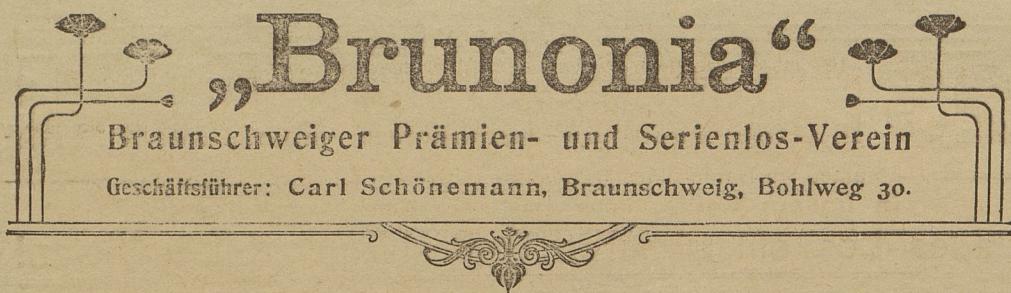 „Brunonia“
Braunschweiger Prämien- und Serienlos-Verein
Geschäftsführer: Carl Schönemann, Braunschweig, Bohlweg 30.